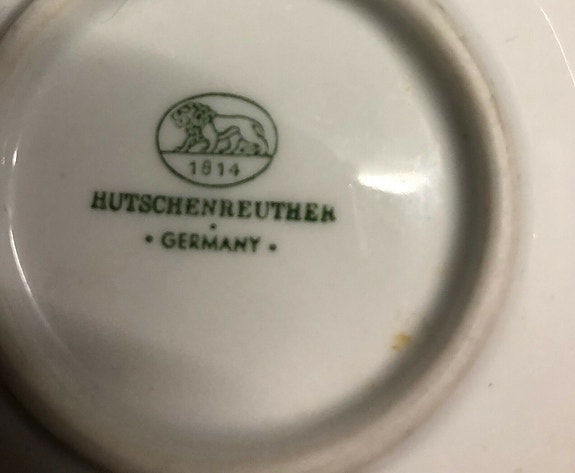 1814
HUTSCHENREUTHER
• GERMANY •